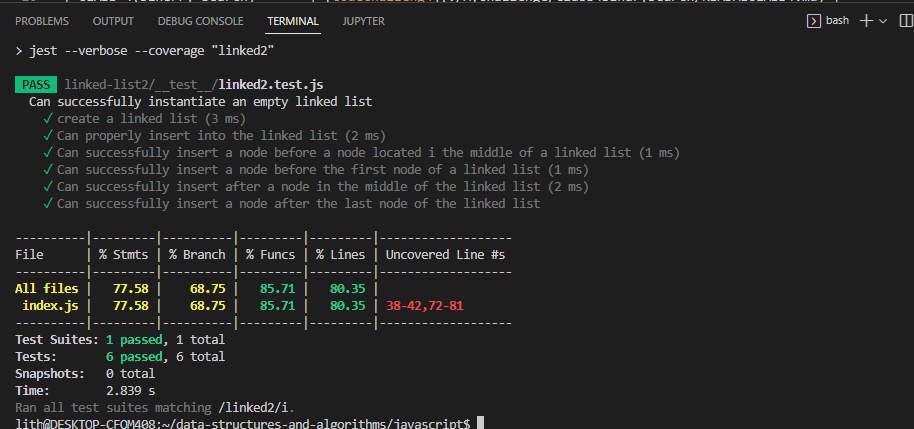 PROBLEMS OUTPUT DEBUG CONSOLE TERMINAL JUPYTER bash
> jest --verbose --coverage "linked2"
PASS linked-list2/__test__/linked2.test.js
Can successfully instantiate an empty linked list
✓ create a linked list (3 ms)
✓ Can properly insert into the linked list (2 ms)
✓ Can successfully insert a node before a node located i the middle of a linked list (1 ms)
✓ Can successfully insert a node before the first node of a linked list (1 ms)
✓ Can successfully insert after a node in the middle of the linked list (2 ms)
✓ Can successfully insert a node after the last node of the linked list
----------|---------|----------|---------|---------|-------------------
File      | % Stmts | % Branch | % Funcs | % Lines | Uncovered Line #s
----------|---------|----------|---------|---------|-------------------
All files |   77.58 |    68.75 |   85.71 |   80.35 |
 index.js |   77.58 |    68.75 |   85.71 |   80.35 | 38-42,72-81
----------|---------|----------|---------|---------|-------------------
Test Suites: 1 passed, 1 total
Tests:       6 passed, 6 total
Snapshots:   0 total
Time:        2.839 s
Ran all test suites matching /linked2/i.
lith@DESKTOP-CFQM408:~/data-structures-and-algorithms/javascript$